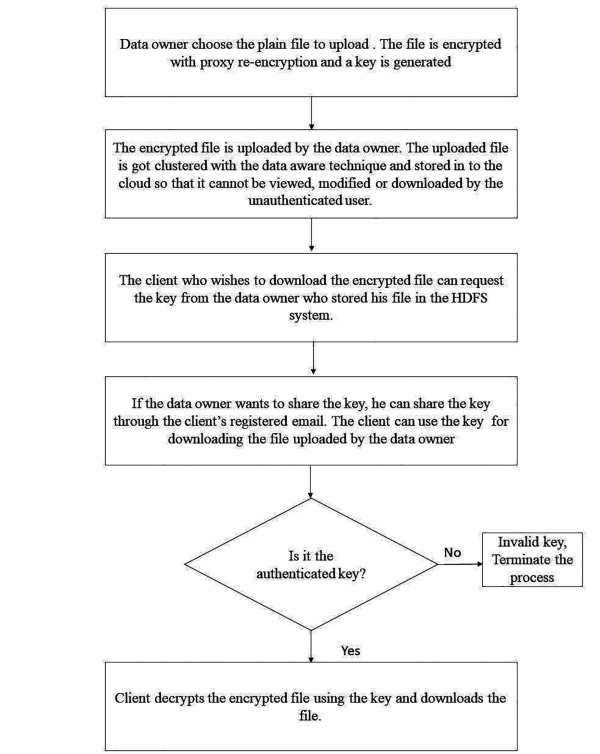 Data owner choose the plain file to upload . The file is encrypted
with proxy re-encryption and a key is generated
The encrypted file is uploaded by the data owner. The uploaded file
is got clustered with the data aware technique and stored in to the
cloud so that it cannot be viewed, modified or downloaded by the
unauthenticated user.
The client who wishes to download the encrypted file can request
the key from the data owner who stored his file in the HDFS
system.
If the data owner wants to share the key, he can share the key
through the client's registered email. The client can use the key for
downloading the file uploaded by the data owner
Is it the
authenticated key?
No
Invalid key,
Terminate the
process
Yes
Client decrypts the encrypted file using the key and downloads the
file.